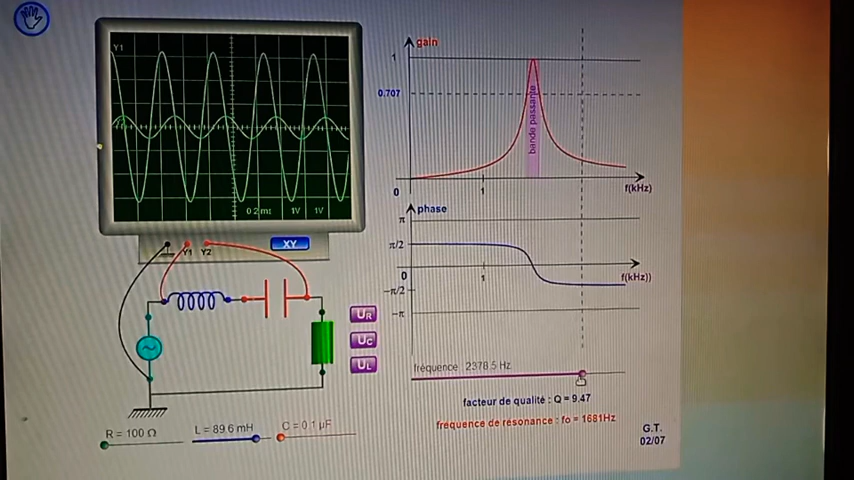 Y1
0.2 ms 1V 1V
gain
1
0.707
bande passante
0
1
f(kHz)
phase
π
π/2
0
1
f(kHz))
−π/2
−π
Y1 Y2
XY
UR
UC
UL
fréquence 2378.5 Hz
facteur de qualité : Q = 9.47
fréquence de résonance : fo = 1681Hz
R = 100 Ω
L = 89.6 mH
C = 0.1 µF
G.T.
02/07